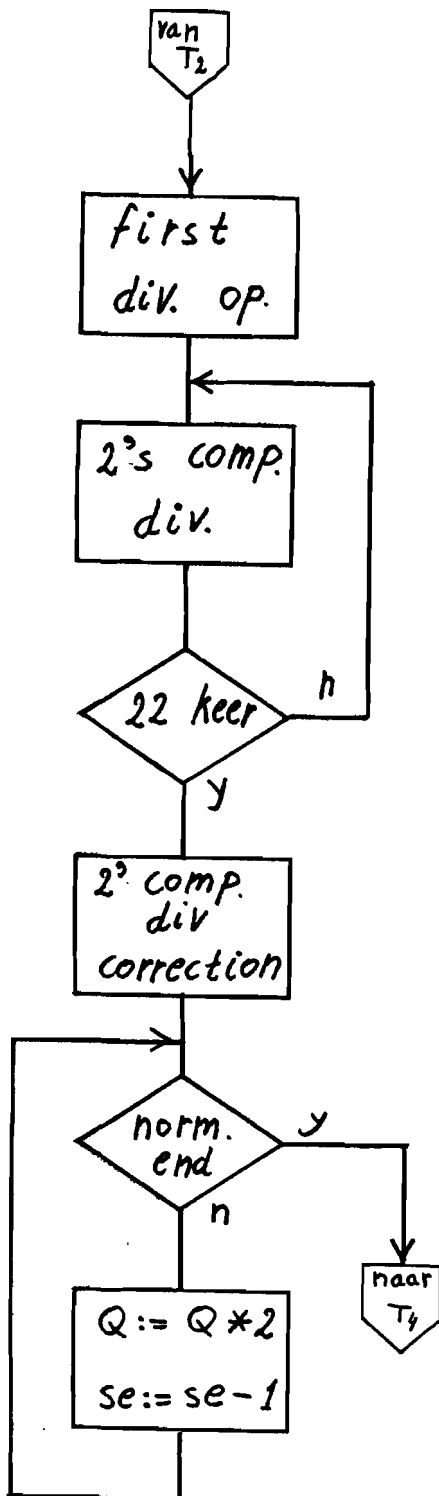 van
T₂
first
div. op.
2's comp.
div.
22 keer
n
y
2' comp.
div
correction
norm.
end
y
n
naar
T₄
Q := Q * 2
se := se - 1